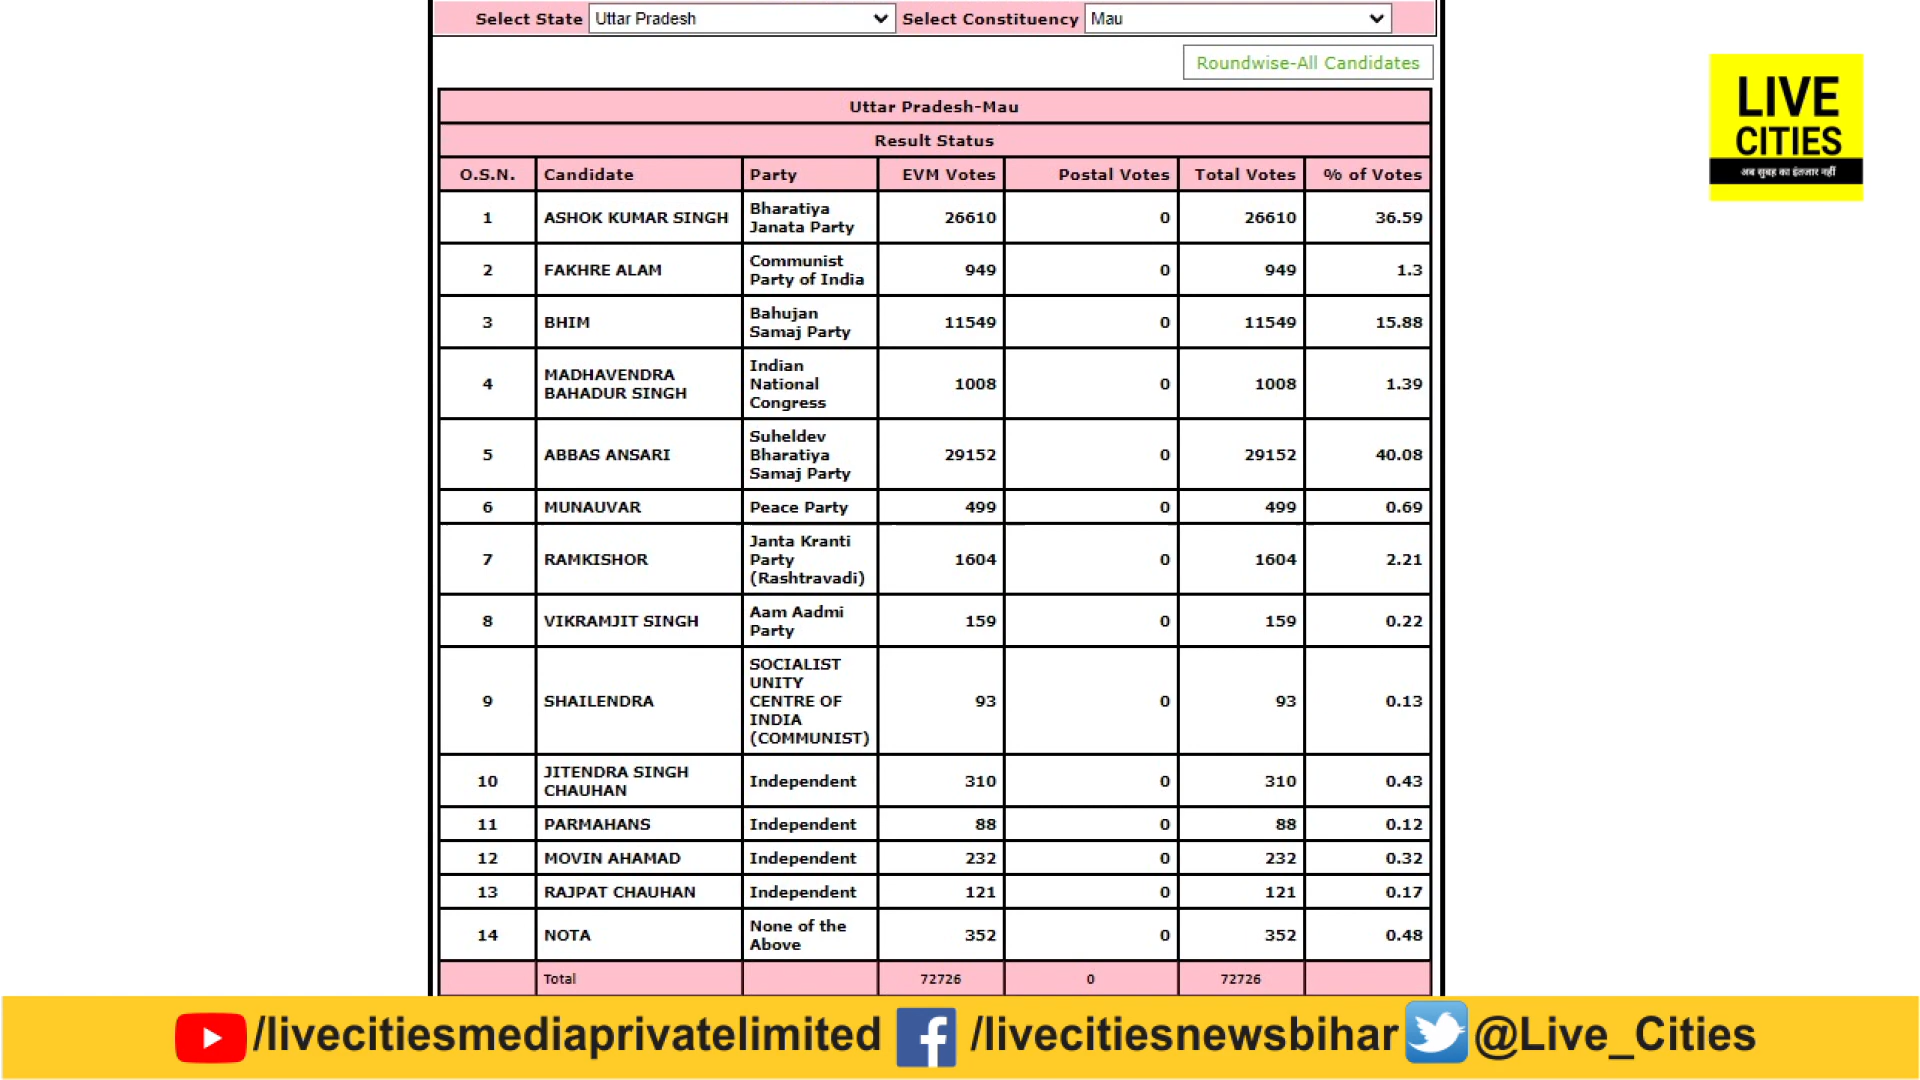 Select State Uttar Pradesh Select Constituency Mau
Roundwise-All Candidates
LIVE
CITIES
अब सुबह का इंतजार नहीं
Uttar Pradesh-Mau
Result Status
O.S.N. Candidate Party EVM Votes Postal Votes Total Votes % of Votes
1 ASHOK KUMAR SINGH Bharatiya Janata Party 26610 0 26610 36.59
2 FAKHRE ALAM Communist Party of India 949 0 949 1.3
3 BHIM Bahujan Samaj Party 11549 0 11549 15.88
4 MADHAVENDRA BAHADUR SINGH Indian National Congress 1008 0 1008 1.39
5 ABBAS ANSARI Suheldev Bharatiya Samaj Party 29152 0 29152 40.08
6 MUNAUVAR Peace Party 499 0 499 0.69
7 RAMKISHOR Janta Kranti Party (Rashtravadi) 1604 0 1604 2.21
8 VIKRAMJIT SINGH Aam Aadmi Party 159 0 159 0.22
9 SHAILENDRA SOCIALIST UNITY CENTRE OF INDIA (COMMUNIST) 93 0 93 0.13
10 JITENDRA SINGH CHAUHAN Independent 310 0 310 0.43
11 PARMAHANS Independent 88 0 88 0.12
12 MOVIN AHAMAD Independent 232 0 232 0.32
13 RAJPAT CHAUHAN Independent 121 0 121 0.17
14 NOTA None of the Above 352 0 352 0.48
Total 72726 0 72726
/livecitiesmediaprivatelimited /livecitiesnewsbihar @Live_Cities